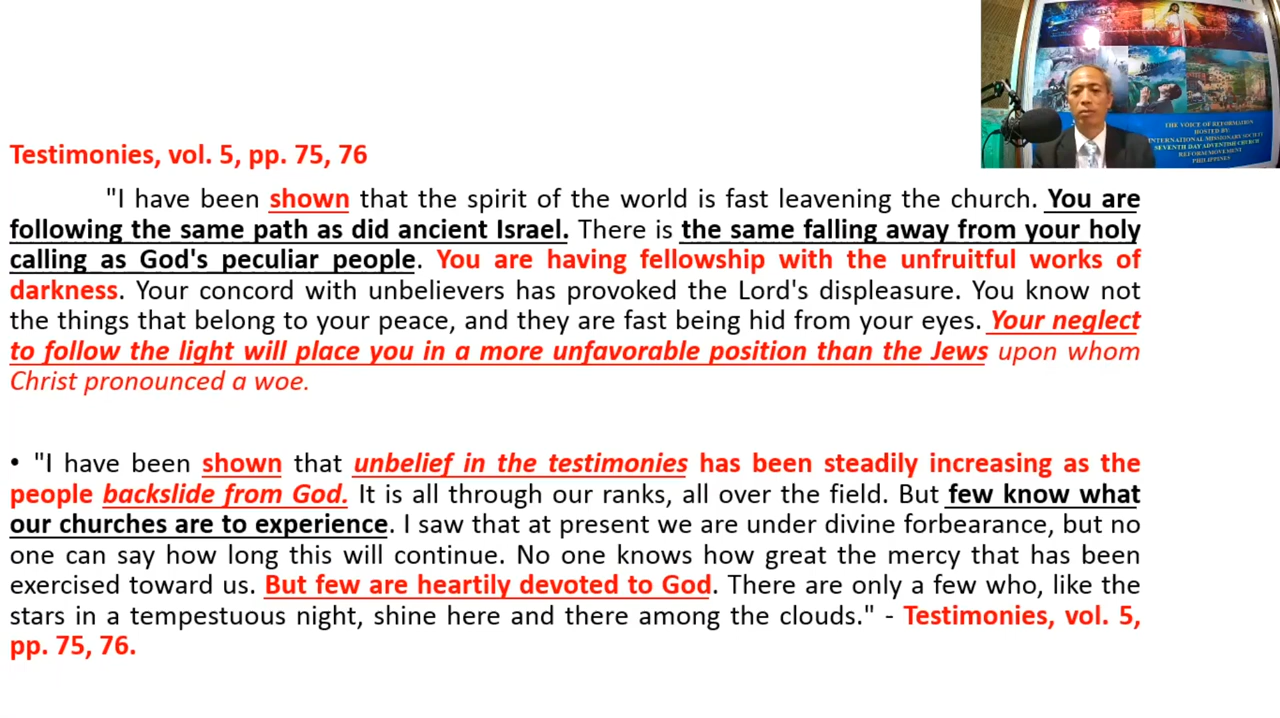 THE VOICE OF REFORMATION
HOSTED BY:
INTERNATIONAL MISSIONARY SOCIETY
SEVENTH DAY ADVENTIST CHURCH
REFORM MOVEMENT
PHILIPPINES
Testimonies, vol. 5, pp. 75, 76
"I have been shown that the spirit of the world is fast leavening the church. You are
following the same path as did ancient Israel. There is the same falling away from your holy
calling as God's peculiar people. You are having fellowship with the unfruitful works of
darkness. Your concord with unbelievers has provoked the Lord's displeasure. You know not
the things that belong to your peace, and they are fast being hid from your eyes. Your neglect
to follow the light will place you in a more unfavorable position than the Jews upon whom
Christ pronounced a woe.
• "I have been shown that unbelief in the testimonies has been steadily increasing as the
people backslide from God. It is all through our ranks, all over the field. But few know what
our churches are to experience. I saw that at present we are under divine forbearance, but no
one can say how long this will continue. No one knows how great the mercy that has been
exercised toward us. But few are heartily devoted to God. There are only a few who, like the
stars in a tempestuous night, shine here and there among the clouds." - Testimonies, vol. 5,
pp. 75, 76.